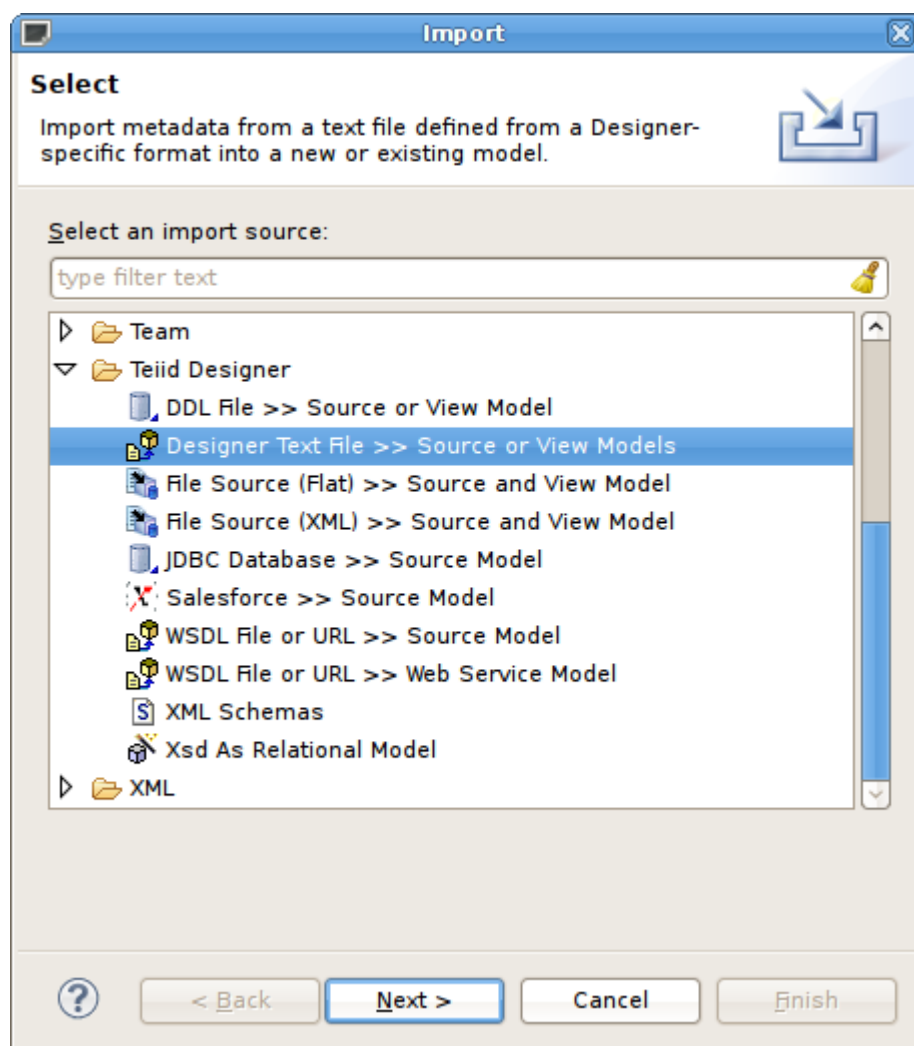 Import
Select
Import metadata from a text file defined from a Designer-
specific format into a new or existing model.
Select an import source:
type filter text
Team
Teiid Designer
DDL File >> Source or View Model
Designer Text File >> Source or View Models
File Source (Flat) >> Source and View Model
File Source (XML) >> Source and View Model
JDBC Database >> Source Model
Salesforce >> Source Model
WSDL File or URL >> Source Model
WSDL File or URL >> Web Service Model
XML Schemas
Xsd As Relational Model
XML
< Back
Next >
Cancel
Finish